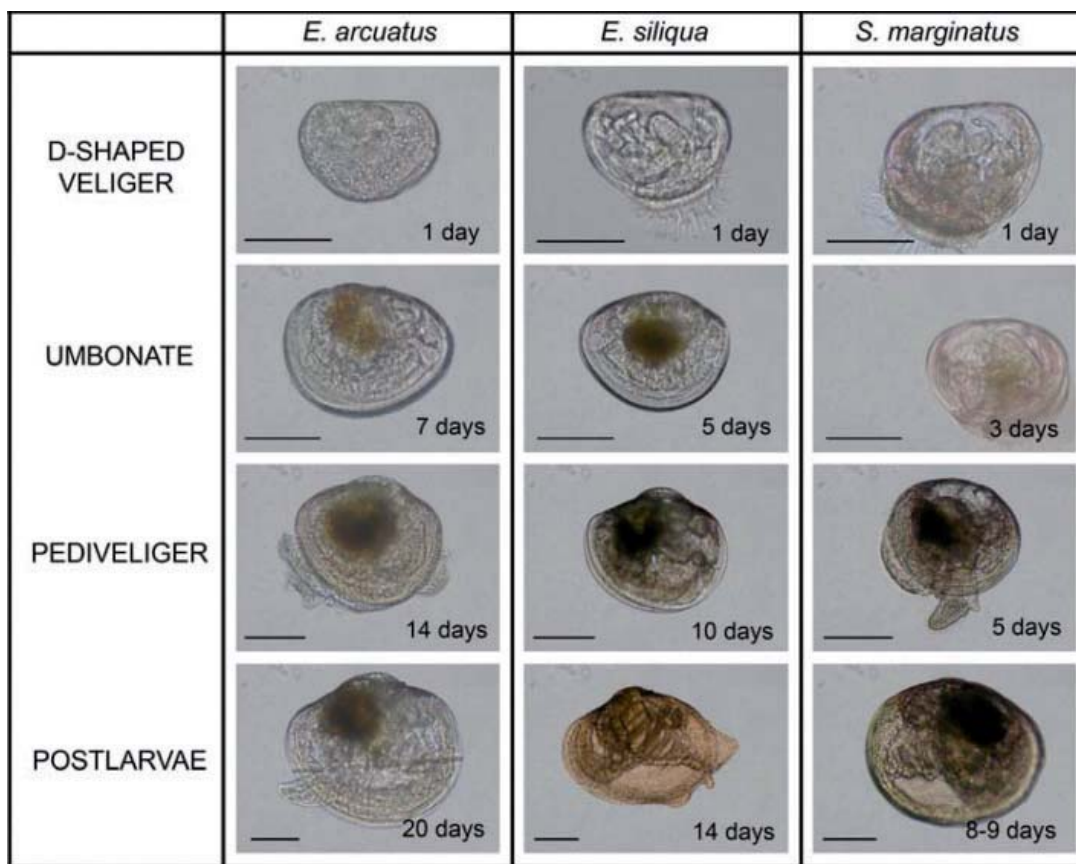 E. arcuatus E. siliqua S. marginatus
D-SHAPED
VELIGER
1 day 1 day 1 day
UMBONATE
7 days 5 days 3 days
PEDIVELIGER
14 days 10 days 5 days
POSTLARVAE
20 days 14 days 8-9 days